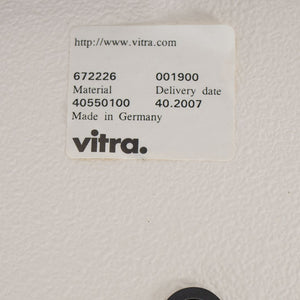 http://www.vitra.com
672226 001900
Material Delivery date
40550100 40.2007
Made in Germany
vitra.